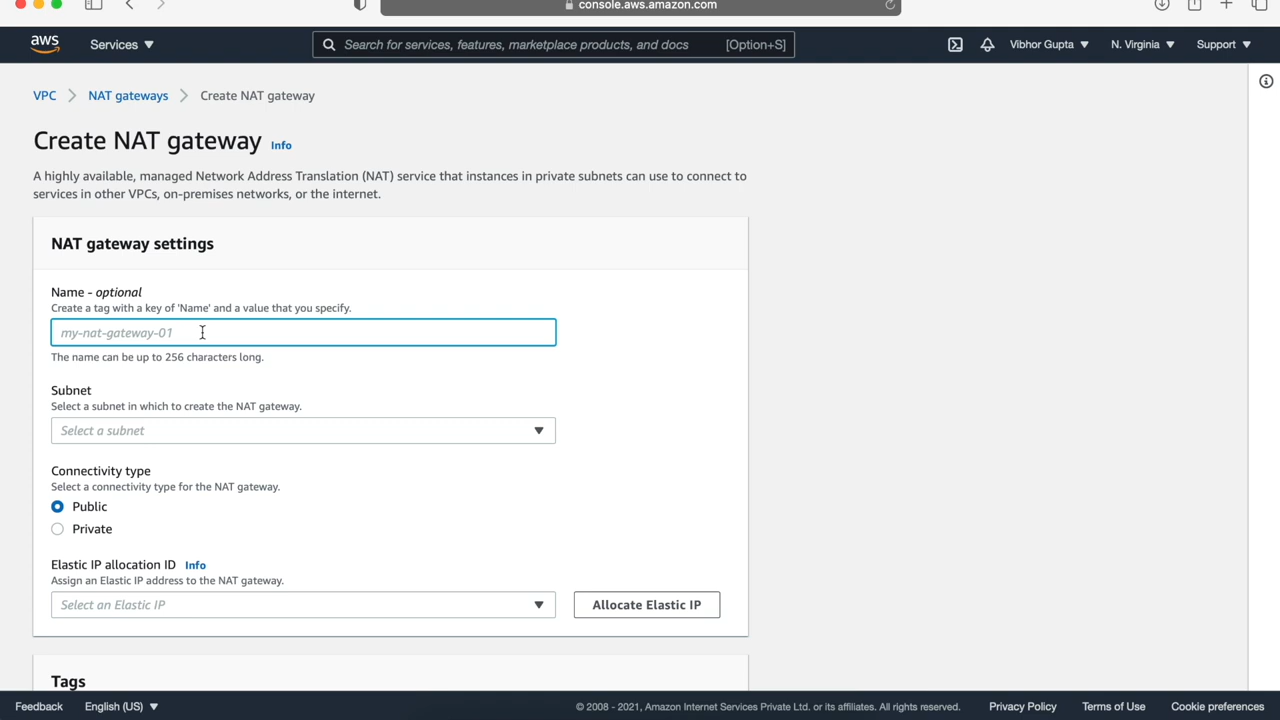 console.aws.amazon.com
aws
Services
Search for services, features, marketplace products, and docs [Option+S]
Vibhor Gupta
N. Virginia
Support
VPC
NAT gateways
Create NAT gateway
Create NAT gateway Info
A highly available, managed Network Address Translation (NAT) service that instances in private subnets can use to connect to
services in other VPCs, on-premises networks, or the internet.
NAT gateway settings
Name - optional
Create a tag with a key of 'Name' and a value that you specify.
my-nat-gateway-01
The name can be up to 256 characters long.
Subnet
Select a subnet in which to create the NAT gateway.
Select a subnet
Connectivity type
Select a connectivity type for the NAT gateway.
Public
Private
Elastic IP allocation ID Info
Assign an Elastic IP address to the NAT gateway.
Select an Elastic IP
Allocate Elastic IP
Tags
Feedback
English (US)
© 2008 - 2021, Amazon Internet Services Private Ltd. or its affiliates. All rights reserved.
Privacy Policy
Terms of Use
Cookie preferences